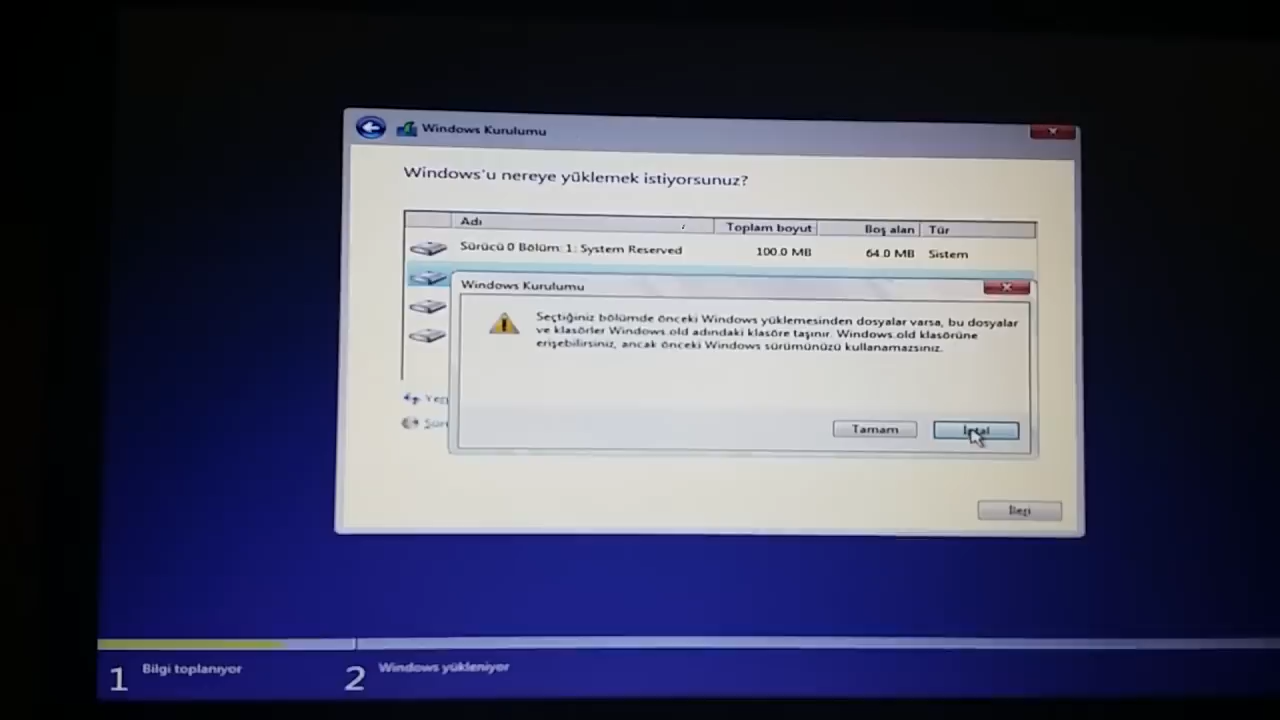 Windows Kurulumu
Windows'u nereye yüklemek istiyorsunuz?
Adı Toplam boyut Boş alan Tür
Sürücü 0 Bölüm 1: System Reserved 100.0 MB 64.0 MB Sistem
Windows Kurulumu
Seçtiğiniz bölümde önceki Windows yüklemesinden dosyalar varsa, bu dosyalar
ve klasörler Windows.old adındaki klasöre taşınır. Windows.old klasörüne
erişebilirsiniz, ancak önceki Windows sürümünüzü kullanamazsınız.
Tamam İptal
İleri
1 Bilgi toplanıyor 2 Windows yükleniyor